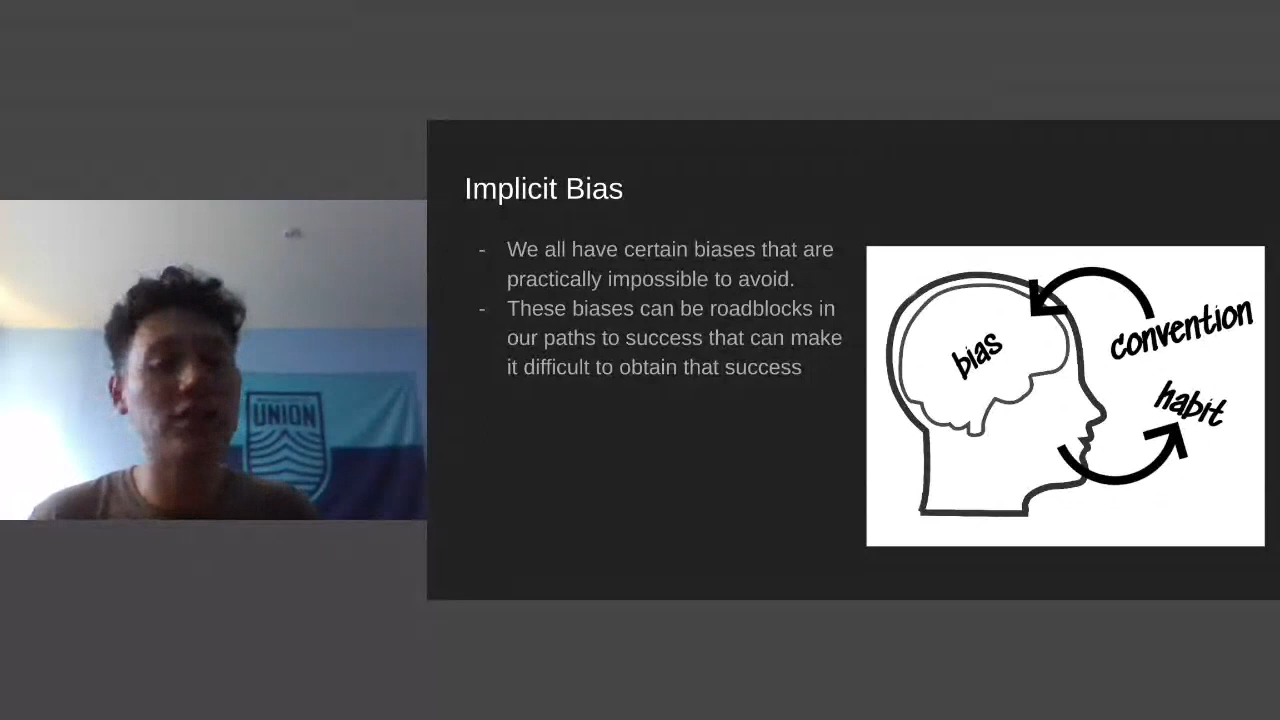 Implicit Bias
- We all have certain biases that are
practically impossible to avoid.
- These biases can be roadblocks in
our paths to success that can make
it difficult to obtain that success
bias
convention
habit
UNION